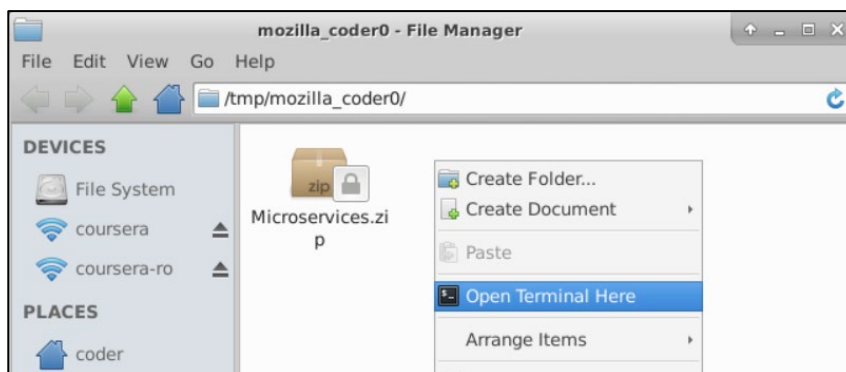 mozilla_coder0 - File Manager
File Edit View Go Help
/tmp/mozilla_coder0/
DEVICES
File System
coursera
coursera-ro
PLACES
coder
zip
Microservices.zi
p
Create Folder...
Create Document
Paste
Open Terminal Here
Arrange Items